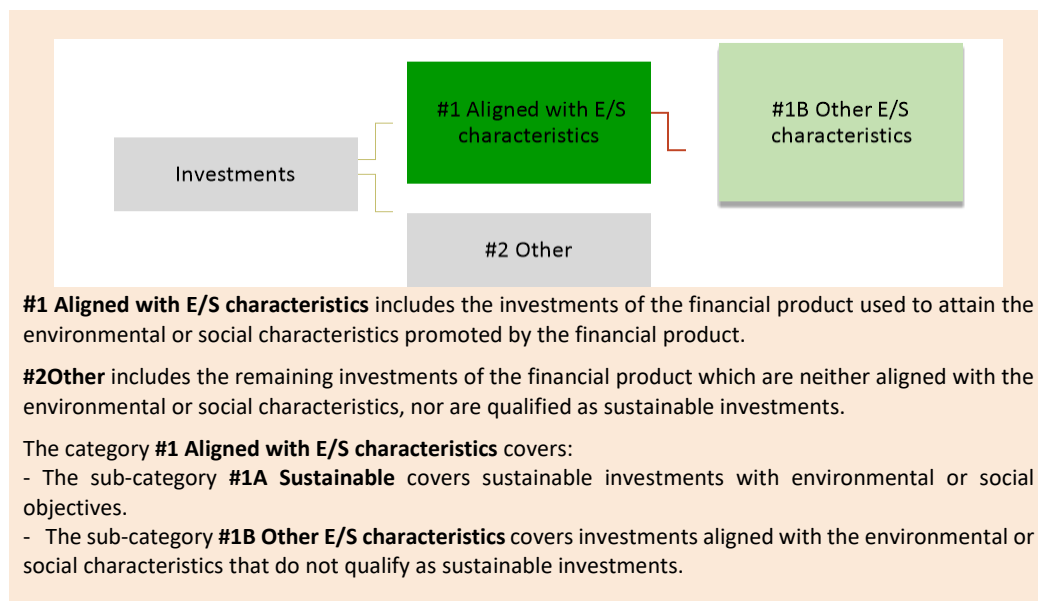 #1 Aligned with E/S
characteristics
#1B Other E/S
characteristics
Investments
#2 Other
#1 Aligned with E/S characteristics includes the investments of the financial product used to attain the
environmental or social characteristics promoted by the financial product.
#2Other includes the remaining investments of the financial product which are neither aligned with the
environmental or social characteristics, nor are qualified as sustainable investments.
The category #1 Aligned with E/S characteristics covers:
- The sub-category #1A Sustainable covers sustainable investments with environmental or social
objectives.
- The sub-category #1B Other E/S characteristics covers investments aligned with the environmental or
social characteristics that do not qualify as sustainable investments.